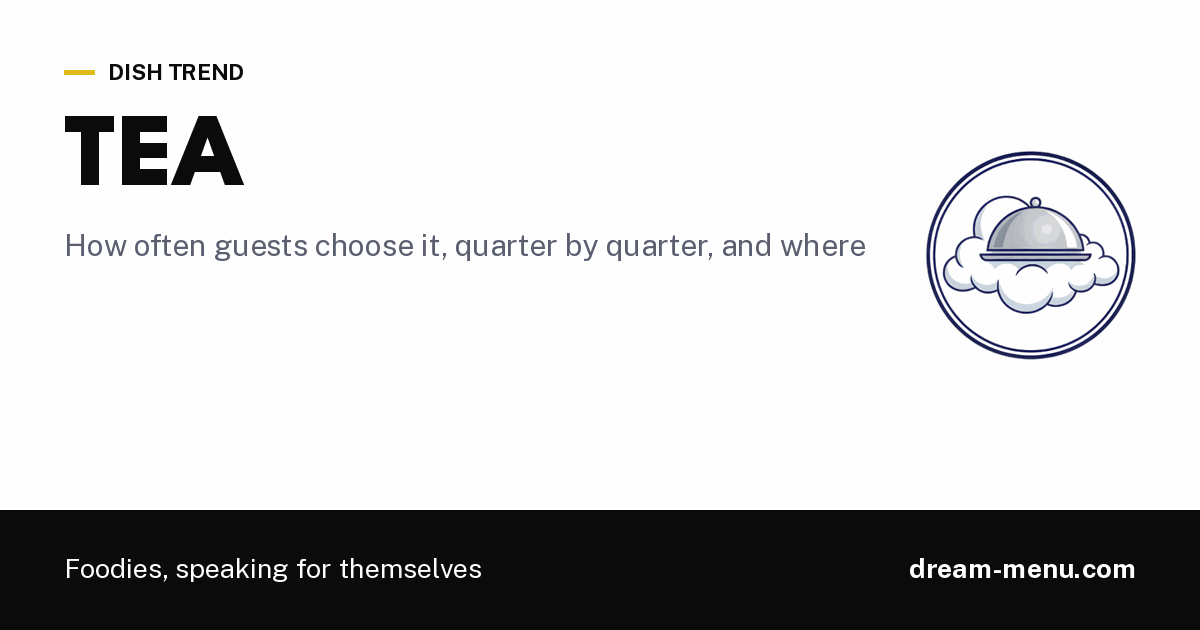 DISH TREND
TEA
How often guests choose it, quarter by quarter, and where
Foodies, speaking for themselves
dream-menu.com